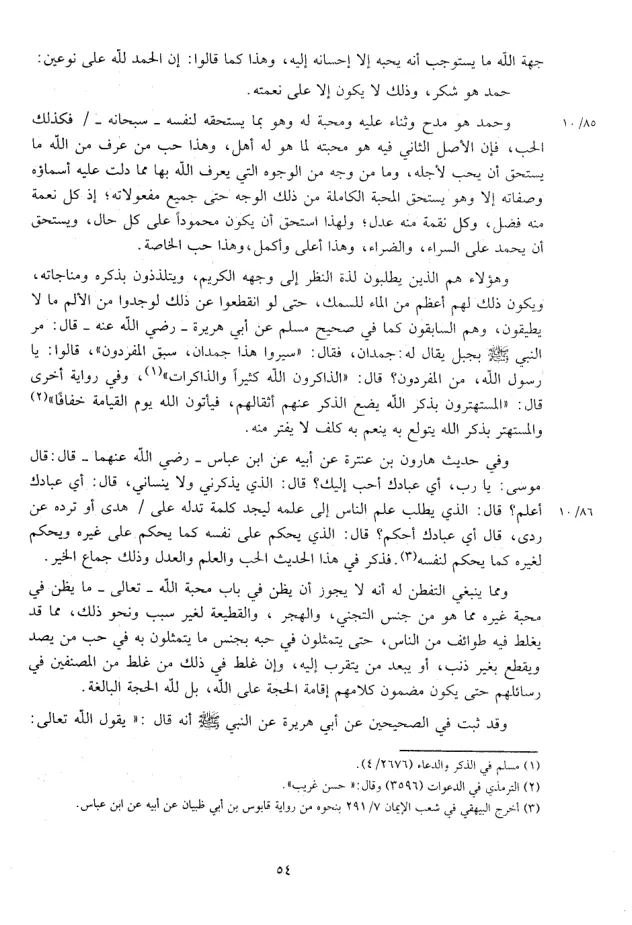 جهة الله ما يستوجب أنه يحبه إلا إحسانه إليه، وهذا كما قالوا: إن الحمد لله على نوعين:
حمد هو شكر، وذلك لا يكون إلا على نعمته.
١٠/٨٥ وحمد هو مدح وثناء عليه ومحبة له وهو بما يستحقه لنفسه ـ سبحانه ـ / فكذلك
الحب، فإن الأصل الثاني فيه هو محبته لما هو له أهل، وهذا حب من عرف من الله ما
يستحق أن يحب لأجله، وما من وجه من الوجوه التي يعرف الله بها مما دلت عليه أسماؤه
وصفاته إلا وهو يستحق المحبة الكاملة من ذلك الوجه حتى جميع مفعولاته؛ إذ كل نعمة
منه فضل، وكل نقمة منه عدل؛ ولهذا استحق أن يكون محموداً على كل حال، ويستحق
أن يحمد على السراء، والضراء، وهذا أعلى وأكمل، وهذا حب الخاصة.
وهؤلاء هم الذين يطلبون لذة النظر إلى وجهه الكريم، ويتلذذون بذكره ومناجاته،
ويكون ذلك لهم أعظم من الماء للسمك، حتى لو انقطعوا عن ذلك لوجدوا من الألم ما لا
يطيقون، وهم السابقون كما في صحيح مسلم عن أبي هريرة ـ رضي الله عنه ـ قال: مر
النبي ﷺ بجبل يقال له: جمدان، فقال: «سيروا هذا جمدان، سبق المفردون»، قالوا: يا
رسول الله، من المفردون؟ قال: «الذاكرون الله كثيراً والذاكرات»(١)، وفي رواية أخرى
قال: «المستهترون بذكر الله يضع الذكر عنهم أثقالهم، فيأتون الله يوم القيامة خفافًا»(٢)
والمستهتر بذكر الله يتولع به ينعم به كلف لا يفتر منه.
وفي حديث هارون بن عنترة عن أبيه عن ابن عباس ـ رضي الله عنهما ـ قال: قال
موسى: يا رب، أي عبادك أحب إليك؟ قال: الذي يذكرني ولا ينساني، قال: أي عبادك
١٠/٨٦ أعلم؟ قال: الذي يطلب علم الناس إلى علمه ليجد كلمة تدله على / هدى أو ترده عن
ردى، قال أي عبادك أحكم؟ قال: الذي يحكم على نفسه كما يحكم على غيره ويحكم
لغيره كما يحكم لنفسه(٣). فذكر في هذا الحديث الحب والعلم والعدل وذلك جماع الخير.
ومما ينبغي التفطن له أنه لا يجوز أن يظن في باب محبة الله ـ تعالى ـ ما يظن في
محبة غيره مما هو من جنس التجني، والهجر ، والقطيعة لغير سبب ونحو ذلك، مما قد
يغلط فيه طوائف من الناس، حتى يتمثلون في حبه بجنس ما يتمثلون به في حب من يصد
ويقطع بغير ذنب، أو يبعد من يتقرب إليه، وإن غلط في ذلك من غلط من المصنفين في
رسائلهم حتى يكون مضمون كلامهم إقامة الحجة على الله، بل لله الحجة البالغة.
وقد ثبت في الصحيحين عن أبي هريرة عن النبي ﷺ أنه قال :« يقول الله تعالى:
(١) مسلم في الذكر والدعاء (٤/٢٦٧٦).
(٢) الترمذي في الدعوات (٣٥٩٦) وقال:« حسن غريب».
(٣) أخرج البيهقي في شعب الإيمان ٢٩١/٧ بنحوه من رواية قابوس بن أبي ظبيان عن أبيه عن ابن عباس.
٥٤